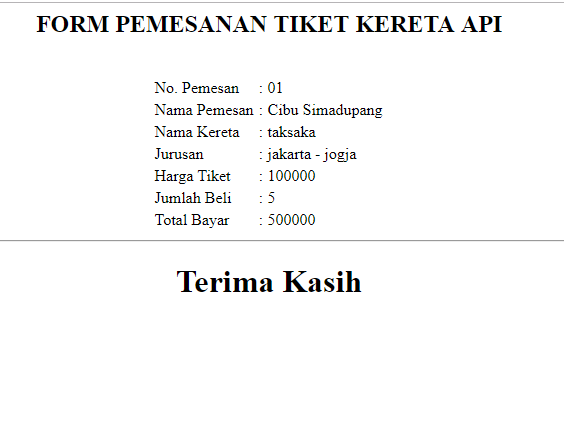 FORM PEMESANAN TIKET KERETA API
No. Pemesan : 01
Nama Pemesan : Cibu Simadupang
Nama Kereta : taksaka
Jurusan : jakarta - jogja
Harga Tiket : 100000
Jumlah Beli : 5
Total Bayar : 500000
Terima Kasih